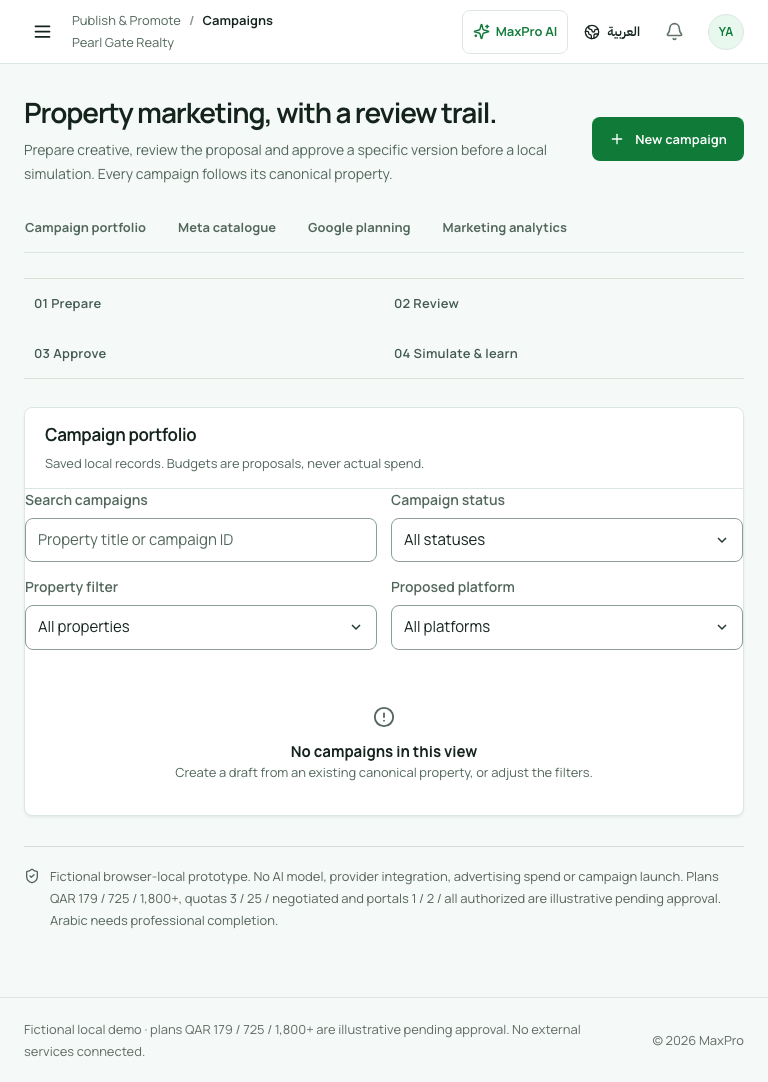 Publish & Promote / Campaigns
Pearl Gate Realty
MaxPro AI
العربية
YA
Property marketing, with a review trail.
Prepare creative, review the proposal and approve a specific version before a local
simulation. Every campaign follows its canonical property.
New campaign
Campaign portfolio
Meta catalogue
Google planning
Marketing analytics
01 Prepare
02 Review
03 Approve
04 Simulate & learn
Campaign portfolio
Saved local records. Budgets are proposals, never actual spend.
Search campaigns
Campaign status
Property title or campaign ID
All statuses
Property filter
Proposed platform
All properties
All platforms
No campaigns in this view
Create a draft from an existing canonical property, or adjust the filters.
Fictional browser-local prototype. No AI model, provider integration, advertising spend or campaign launch. Plans
QAR 179 / 725 / 1,800+, quotas 3 / 25 / negotiated and portals 1 / 2 / all authorized are illustrative pending approval.
Arabic needs professional completion.
Fictional local demo · plans QAR 179 / 725 / 1,800+ are illustrative pending approval. No external
services connected.
© 2026 MaxPro